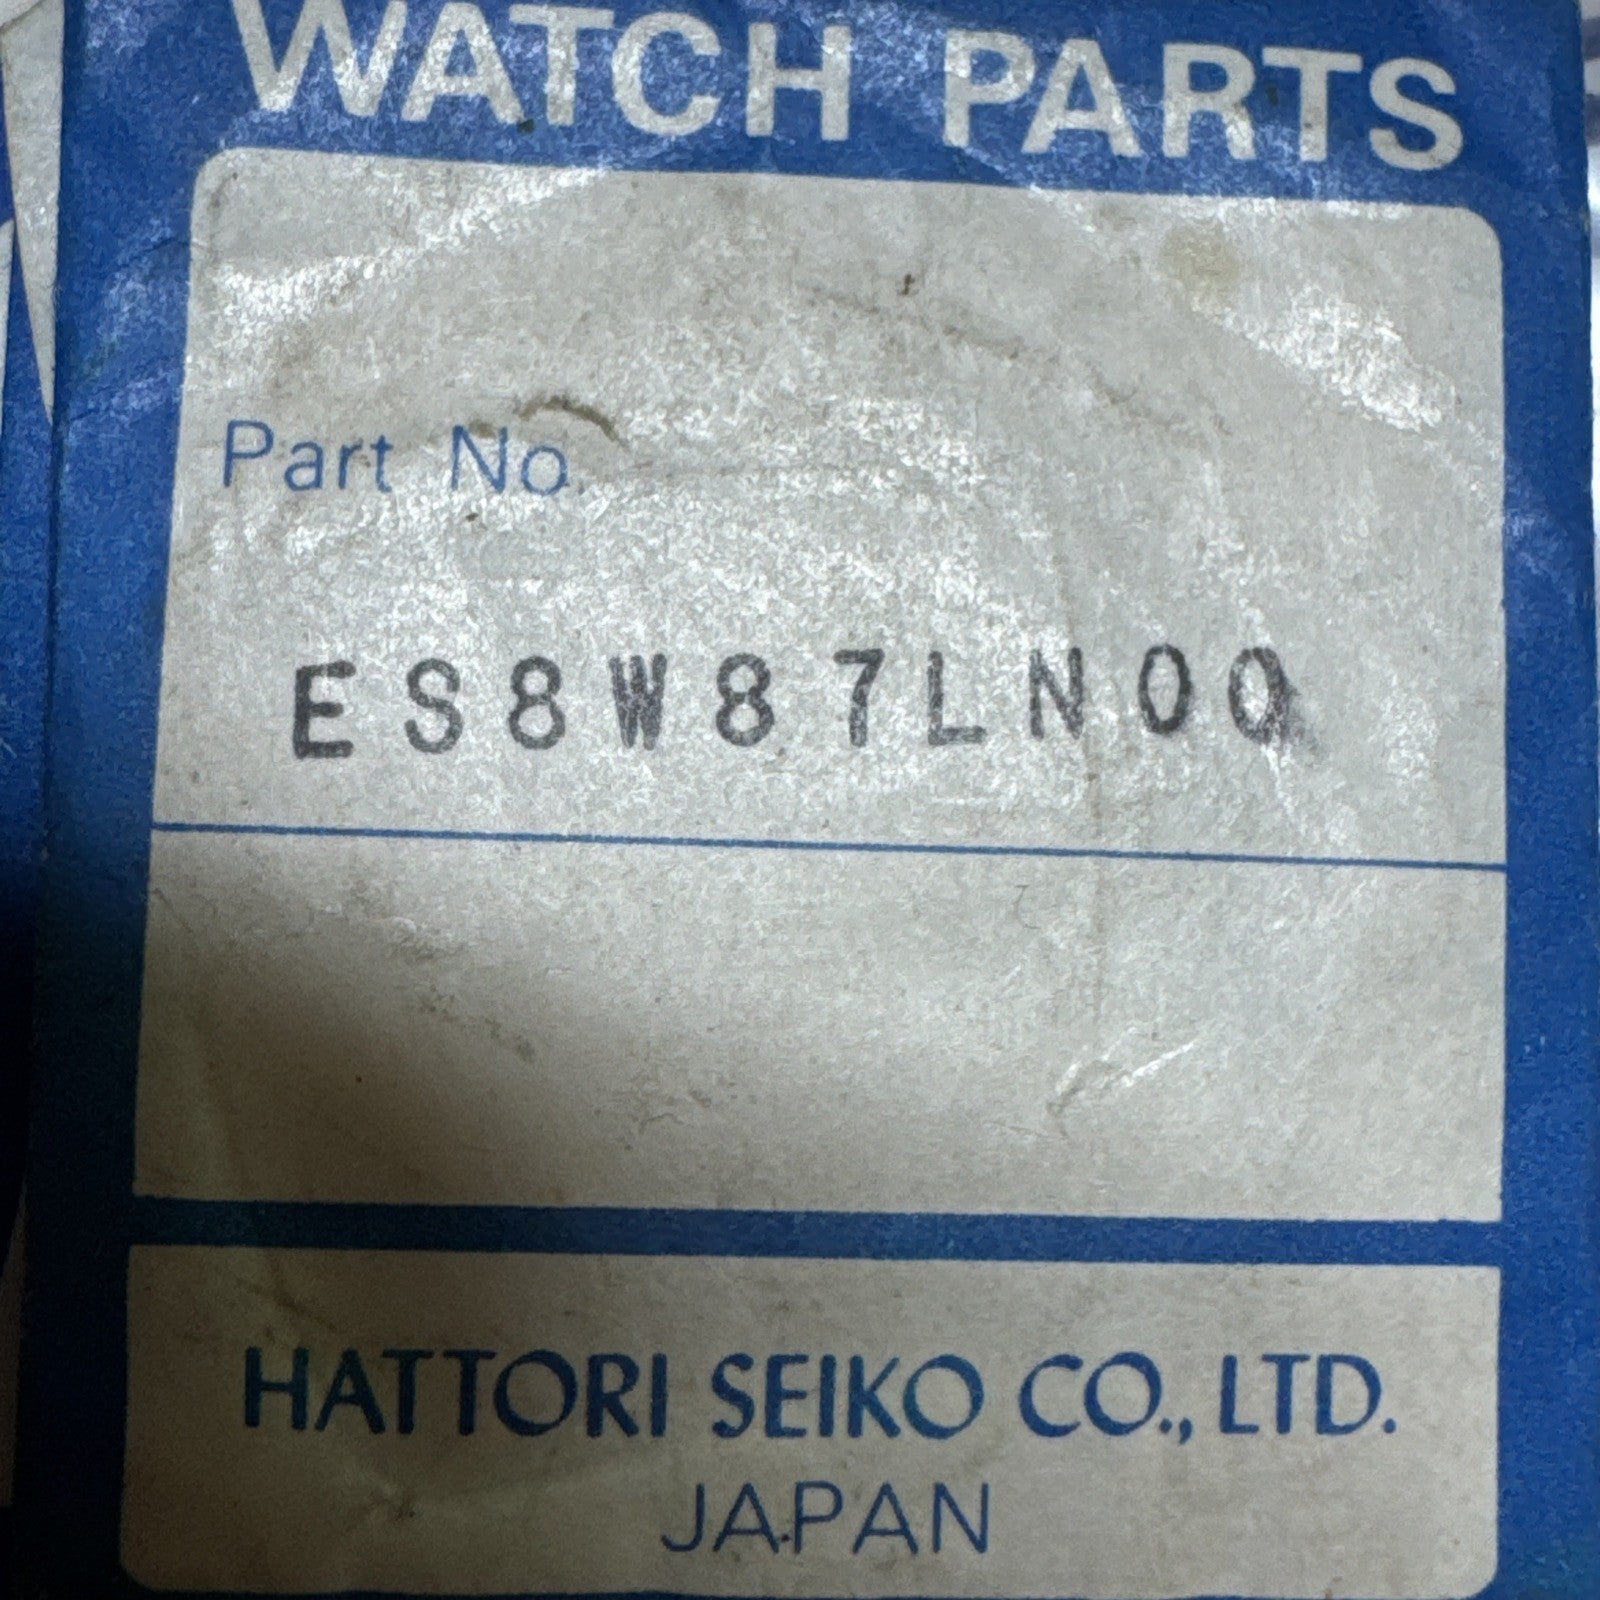 WATCH PARTS
Part No.
ES8W87LN00
HATTORI SEIKO CO., LTD.
JAPAN